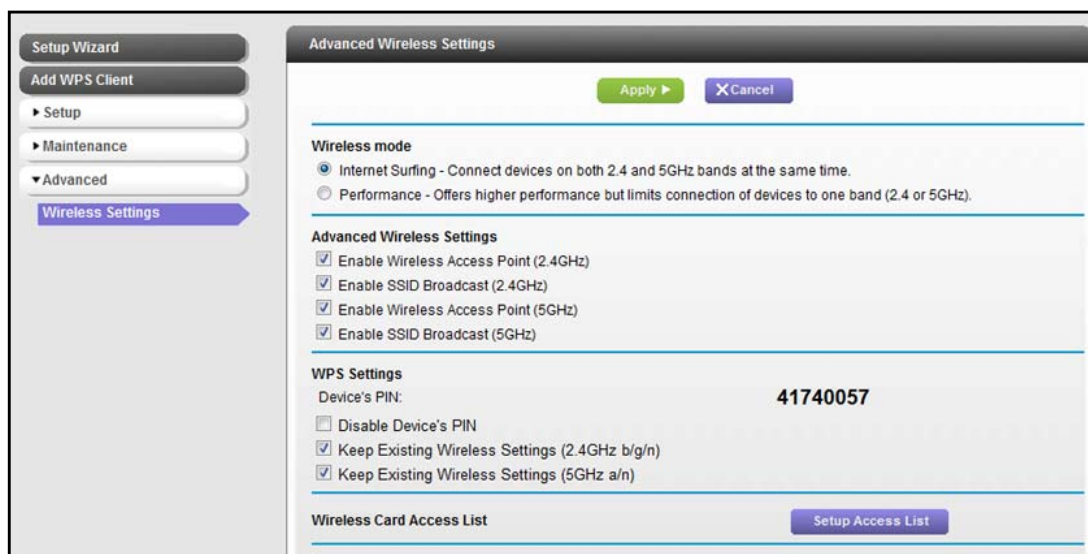 Setup Wizard
Add WPS Client
Setup
Maintenance
Advanced
Wireless Settings
Advanced Wireless Settings
Apply
X Cancel
Wireless mode
Internet Surfing - Connect devices on both 2.4 and 5GHz bands at the same time.
Performance - Offers higher performance but limits connection of devices to one band (2.4 or 5GHz).
Advanced Wireless Settings
Enable Wireless Access Point (2.4GHz)
Enable SSID Broadcast (2.4GHz)
Enable Wireless Access Point (5GHz)
Enable SSID Broadcast (5GHz)
WPS Settings
Device's PIN: 41740057
Disable Device's PIN
Keep Existing Wireless Settings (2.4GHz b/g/n)
Keep Existing Wireless Settings (5GHz a/n)
Wireless Card Access List Setup Access List